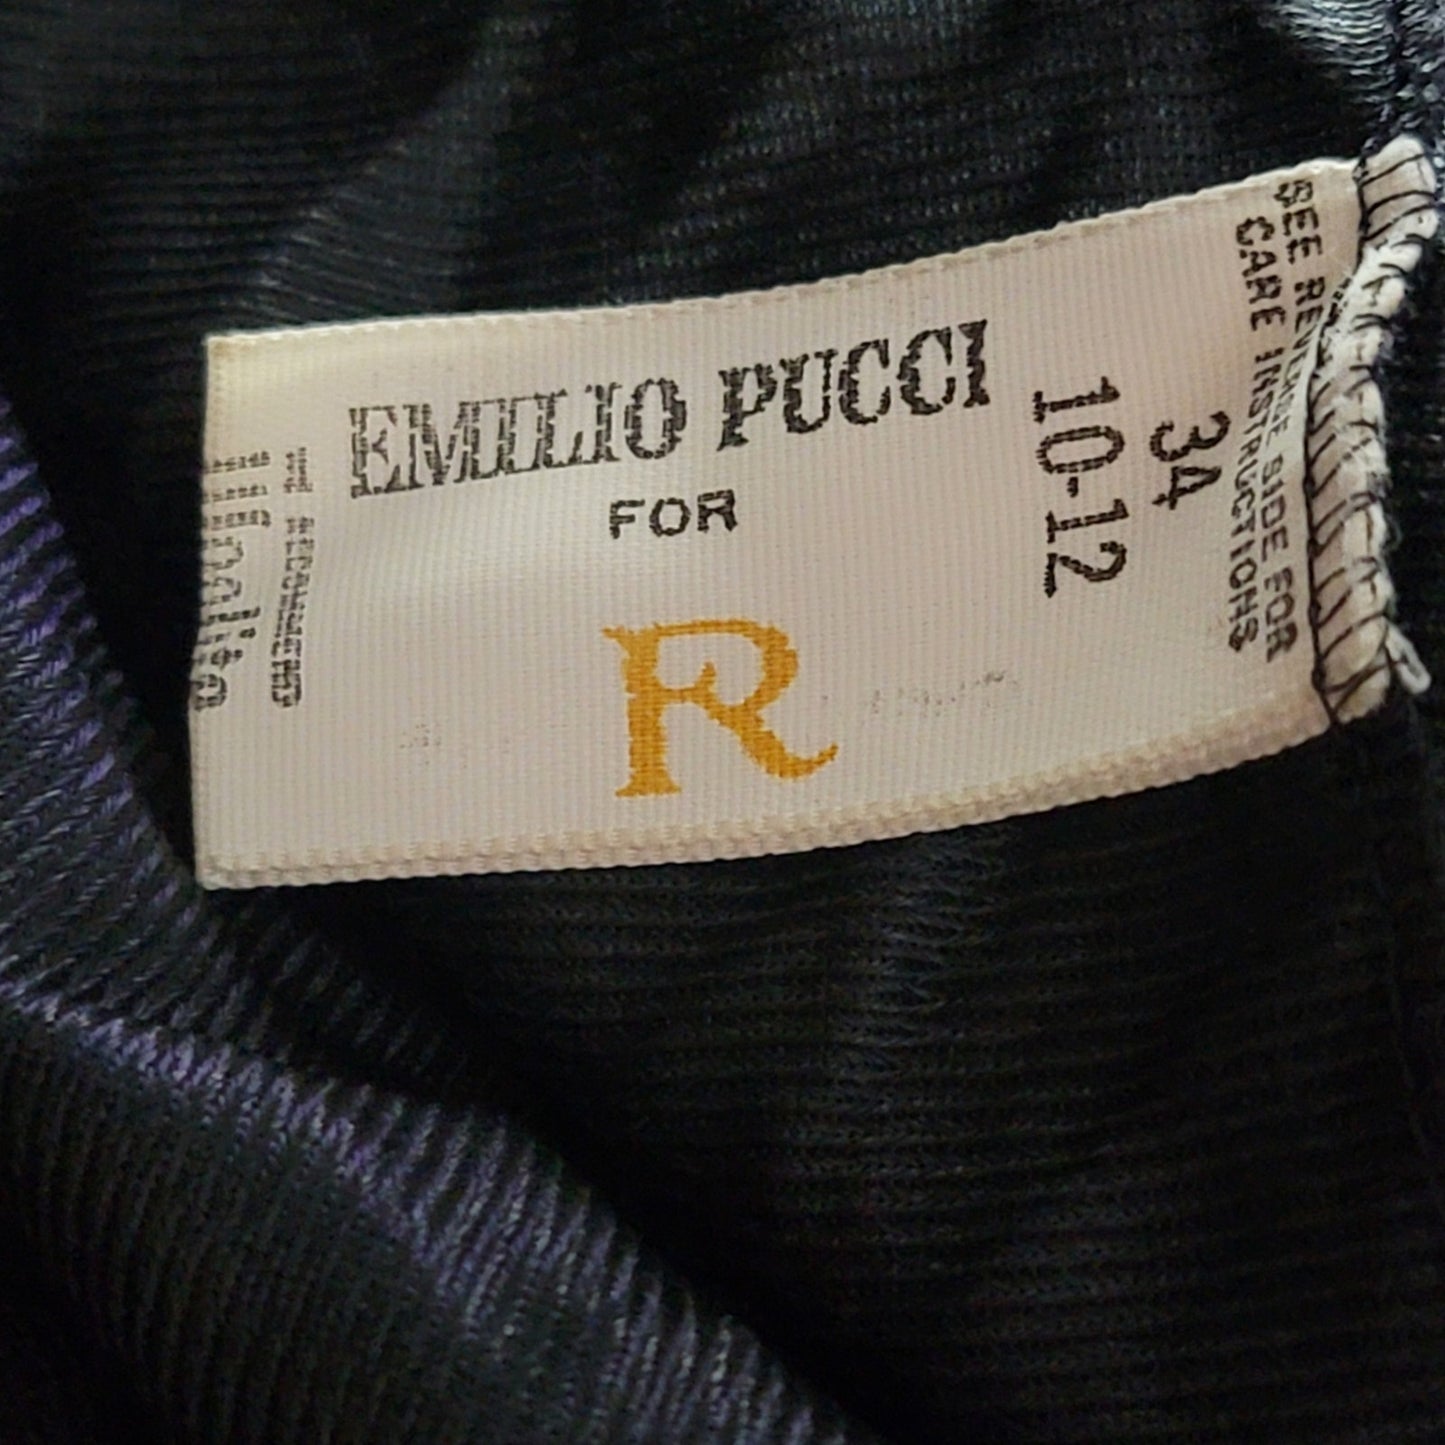 EMILIO PUCCI
FOR
R
34
10-12
SEE REVERSE SIDE FOR
CARE INSTRUCTIONS